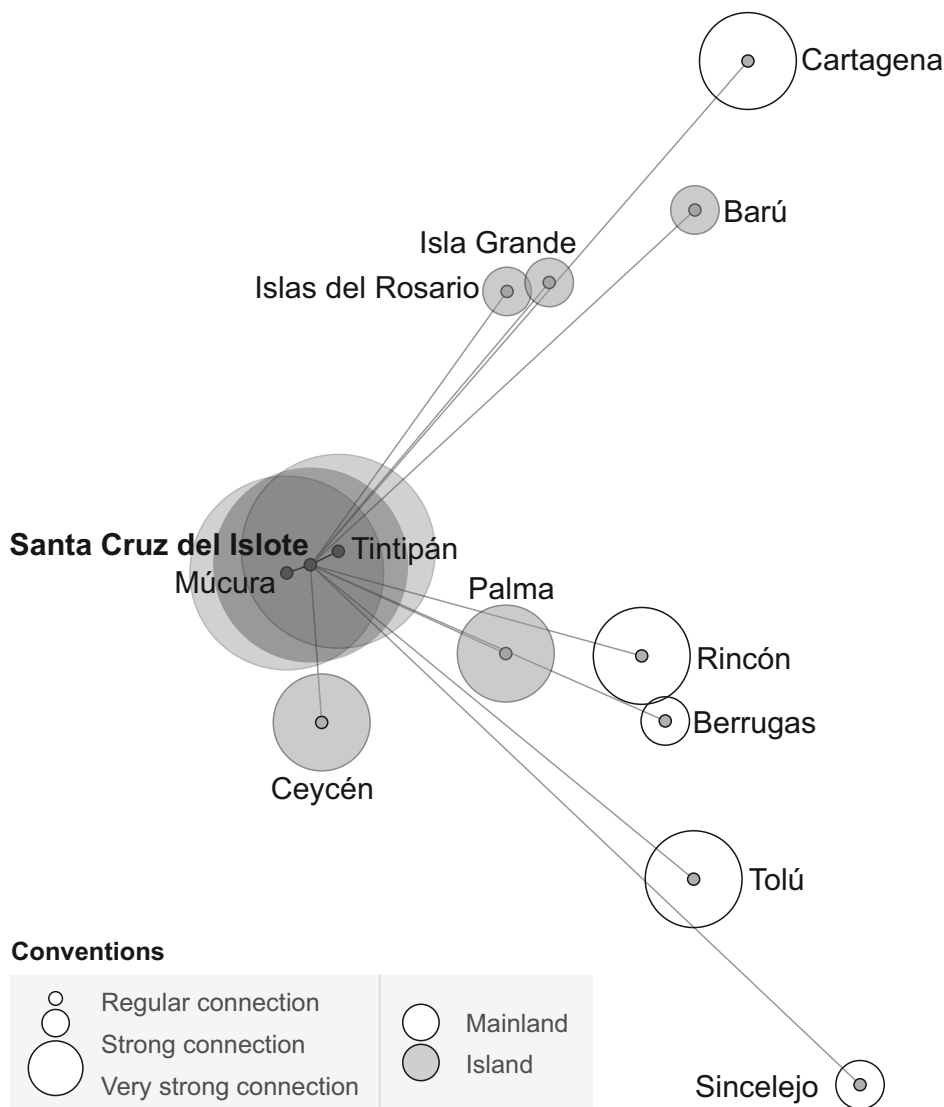 Cartagena
Barú
Isla Grande
Islas del Rosario
Santa Cruz del Islote
Tintipán
Múcura
Palma
Rincón
Berrugas
Ceycén
Tolú
Conventions
Regular connection
Strong connection
Very strong connection
Mainland
Island
Sincelejo